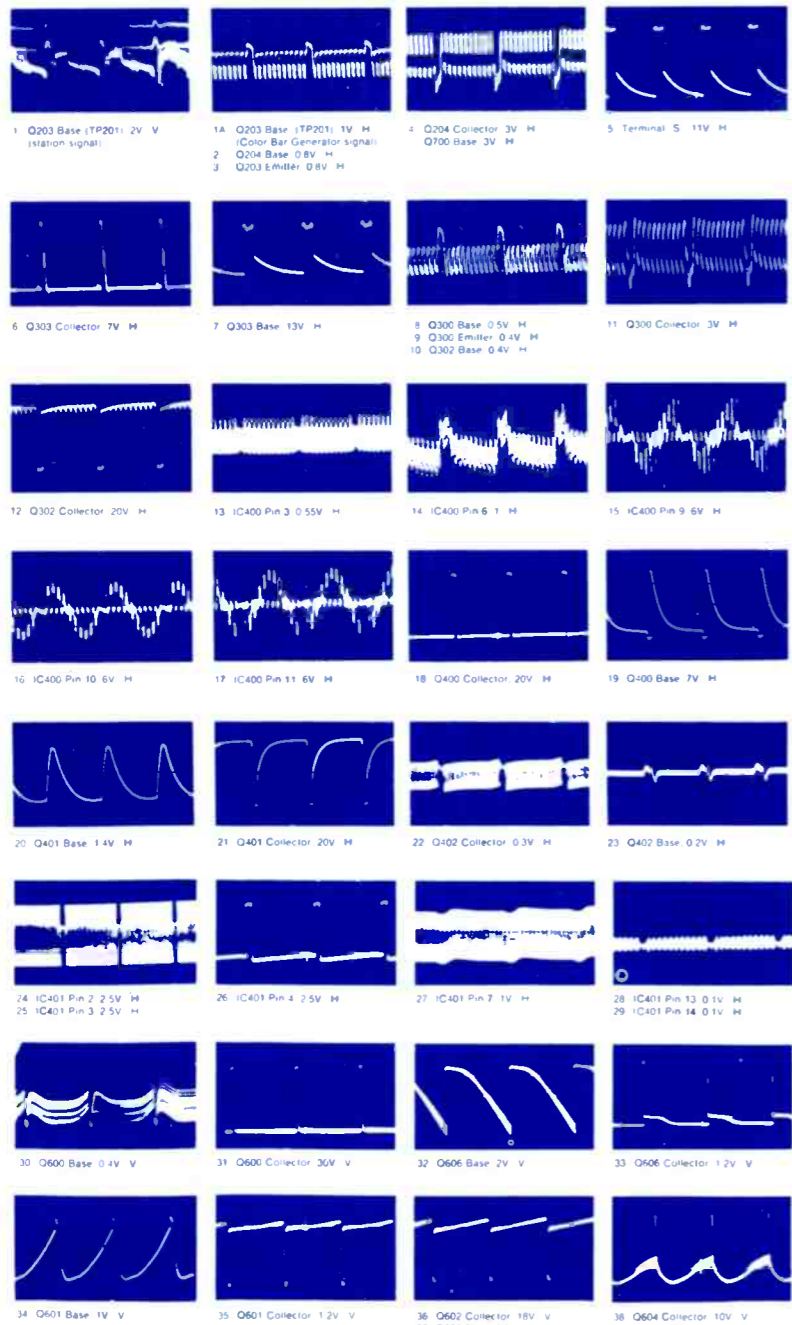 1 Q203 Base (TP201) 2V V
(station signal)
1A Q203 Base (TP201) 1V H
(Color Bar Generator signal)
2 Q204 Base 0.8V H
3 Q203 Emitter 0.8V H
4 Q204 Collector 3V H
Q700 Base 3V H
5 Terminal S 11V H
6 Q303 Collector 7V H
7 Q303 Base 13V H
8 Q300 Base 0.5V H
9 Q300 Emitter 0.4V H
10 Q302 Base 0.4V H
11 Q300 Collector 3V H
12 Q302 Collector 20V H
13 IC400 Pin 3 0.55V H
14 IC400 Pin 6 1 H
15 IC400 Pin 9 6V H
16 IC400 Pin 10 6V H
17 IC400 Pin 11 6V H
18 Q400 Collector 20V H
19 Q400 Base 7V H
20 Q401 Base 1.4V H
21 Q401 Collector 20V H
22 Q402 Collector 0.3V H
23 Q402 Base 0.2V H
24 IC401 Pin 2 2.5V H
25 IC401 Pin 3 2.5V H
26 IC401 Pin 4 2.5V H
27 IC401 Pin 7 1V H
28 IC401 Pin 13 0.1V H
29 IC401 Pin 14 0.1V H
30 Q600 Base 0.4V V
31 Q600 Collector 30V V
32 Q606 Base 2V V
33 Q606 Collector 1.2V V
34 Q601 Base 1V V
35 Q601 Collector 1.2V V
36 Q602 Collector 18V V
38 Q604 Collector 10V V